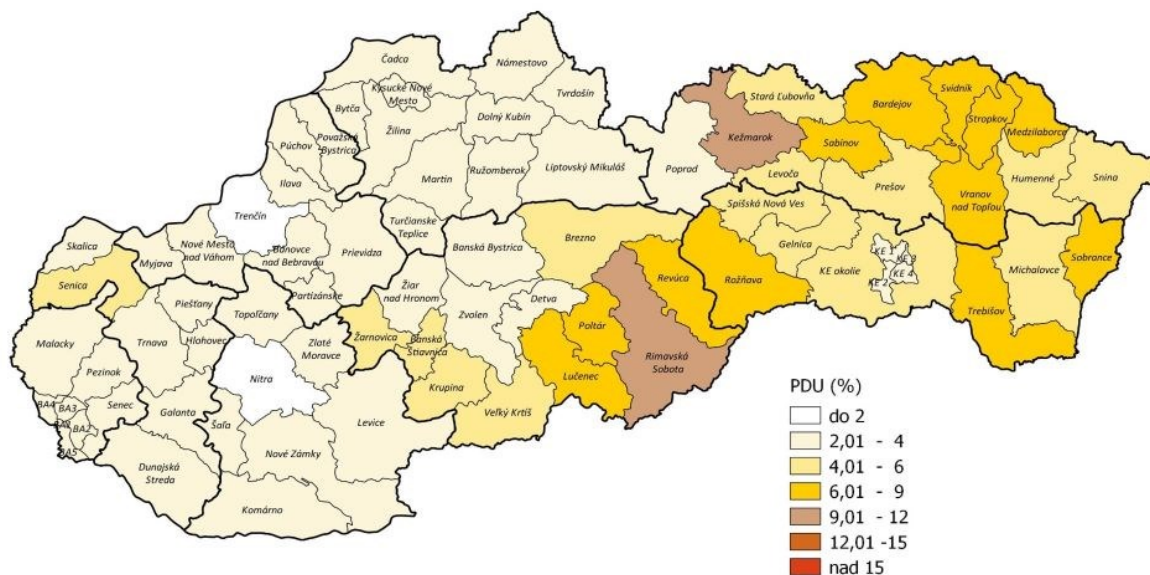 Čadca
Námestovo
Kysucké Nové
Mesto
Tvrdošín
Bytča
Dolný Kubín
Žilina
Považská
Bystrica
Púchov
Ilava
Martin
Ružomberok
Liptovský Mikuláš
Poprad
Kežmarok
Stará Ľubovňa
Bardejov
Svidník
Stropkov
Medzilaborce
Sabinov
Levoča
Prešov
Vranov
nad Topľou
Humenné
Snina
Trenčín
Turčianske
Teplice
Skalica
Nové Mesto
nad Váhom
Myjava
Bánovce
nad Bebravou
Prievidza
Banská Bystrica
Brezno
Spišská Nová Ves
Gelnica
KE 1
KE 3
KE 4
KE 2
KE okolie
Michalovce
Sobrance
Senica
Piešťany
Partizánske
Žiar
nad Hronom
Detva
Zvolen
Revúca
Rožňava
Trebišov
Topoľčany
Malacky
Trnava
Hlohovec
Zlaté
Moravce
Žarnovica
Banská
Štiavnica
Poltár
Rimavská
Sobota
Pezinok
Nitra
Krupina
Lučenec
Senec
BA4
BA3
BA2
BA5
Galanta
Šaľa
Levice
Veľký Krtíš
Nové Zámky
Dunajská
Streda
Komárno
PDU (%)
do 2
2,01 - 4
4,01 - 6
6,01 - 9
9,01 - 12
12,01 -15
nad 15